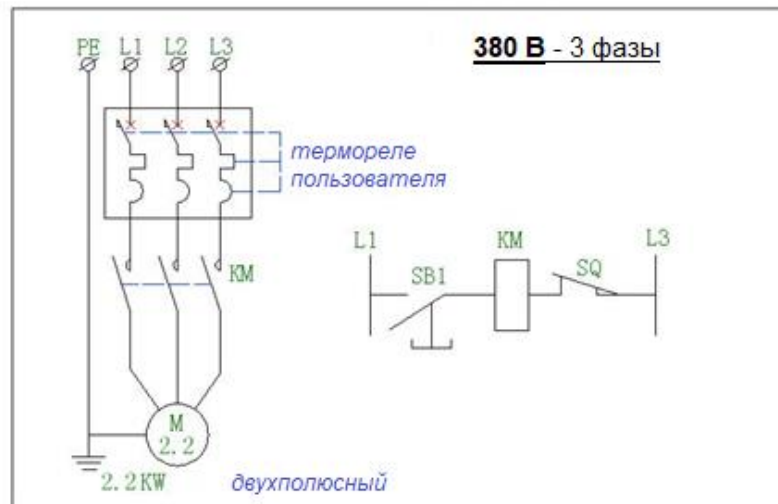 380 В - 3 фазы
PE L1 L2 L3
термореле
пользователя
KM
L1 KM L3
SB1 SQ
M
2.2
2.2KW
двухполюсный